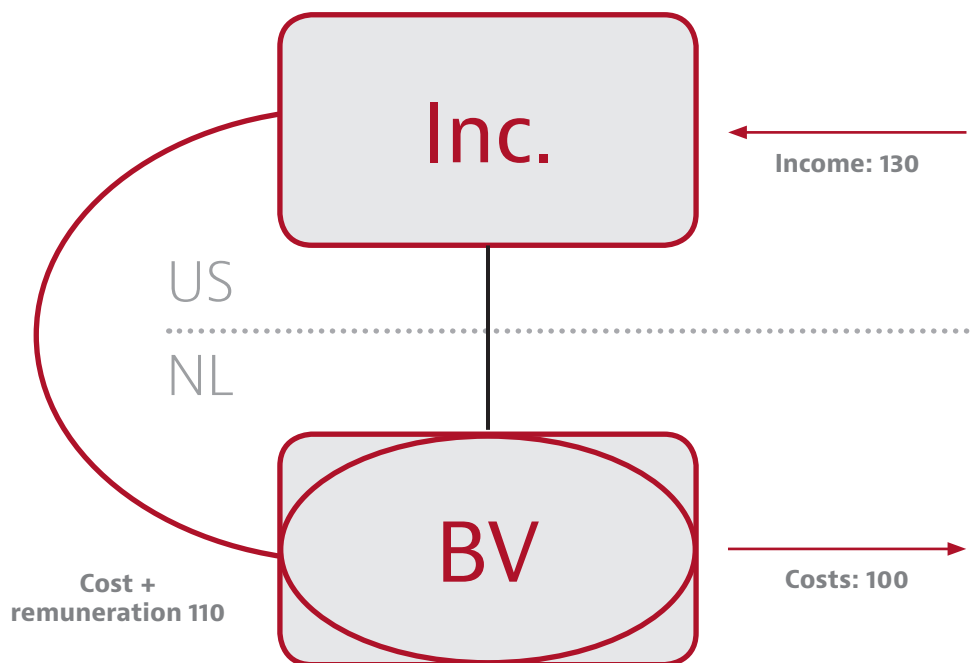 Inc.
Income: 130
US
NL
BV
Costs: 100
Cost +
remuneration 110